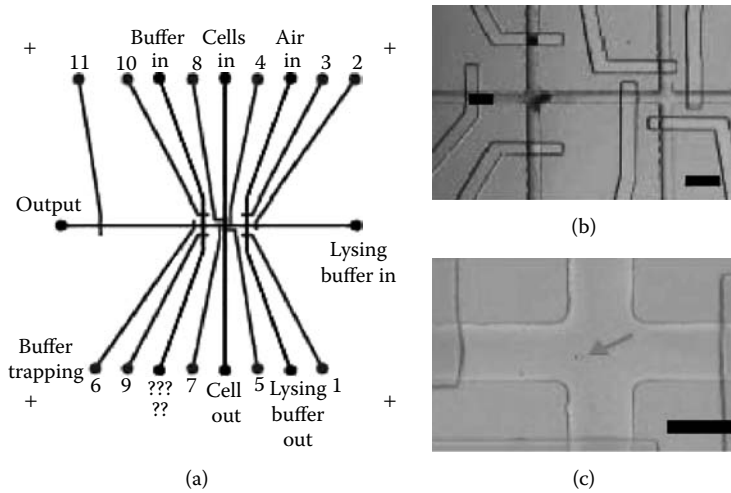 Buffer in
Cells in
Air in
11
10
8
4
3
2
Output
Lysing buffer in
Buffer trapping
6
9
???
??
7
Cell out
5
Lysing buffer out
1
(a)
(b)
(c)
+
+
+
+